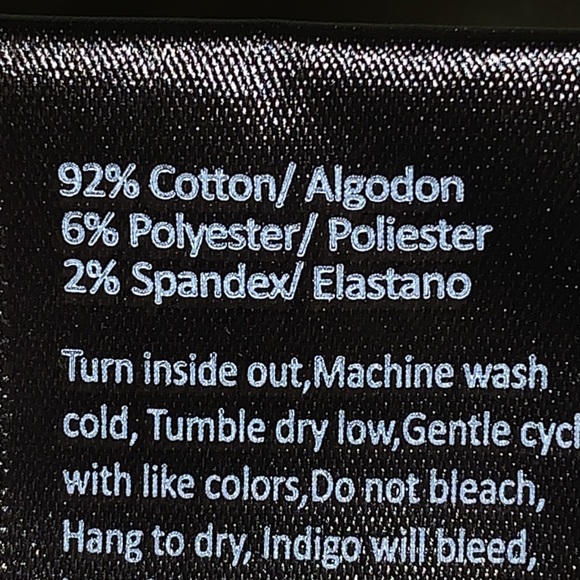 92% Cotton/ Algodon
6% Polyester/ Poliester
2% Spandex/ Elastano
Turn inside out,Machine wash
cold, Tumble dry low,Gentle cycl
with like colors,Do not bleach,
Hang to dry, Indigo will bleed,